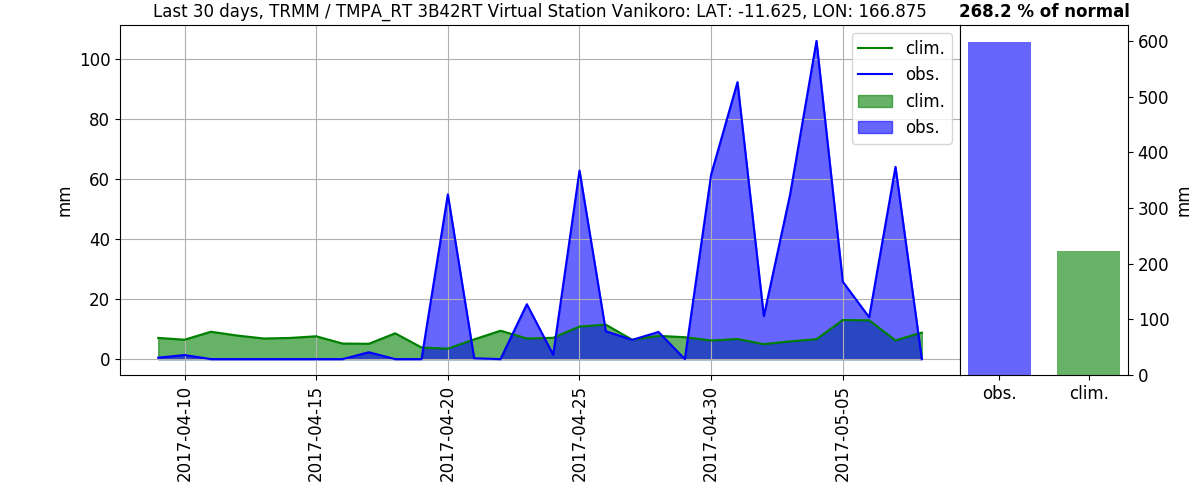 Last 30 days, TRMM / TMPA_RT 3B42RT Virtual Station Vanikoro: LAT: -11.625, LON: 166.875
268.2 % of normal
mm
100
80
60
40
20
0
clim.
obs.
clim.
obs.
2017-04-10
2017-04-15
2017-04-20
2017-04-25
2017-04-30
2017-05-05
600
500
400
300
200
100
0
mm
obs.
clim.